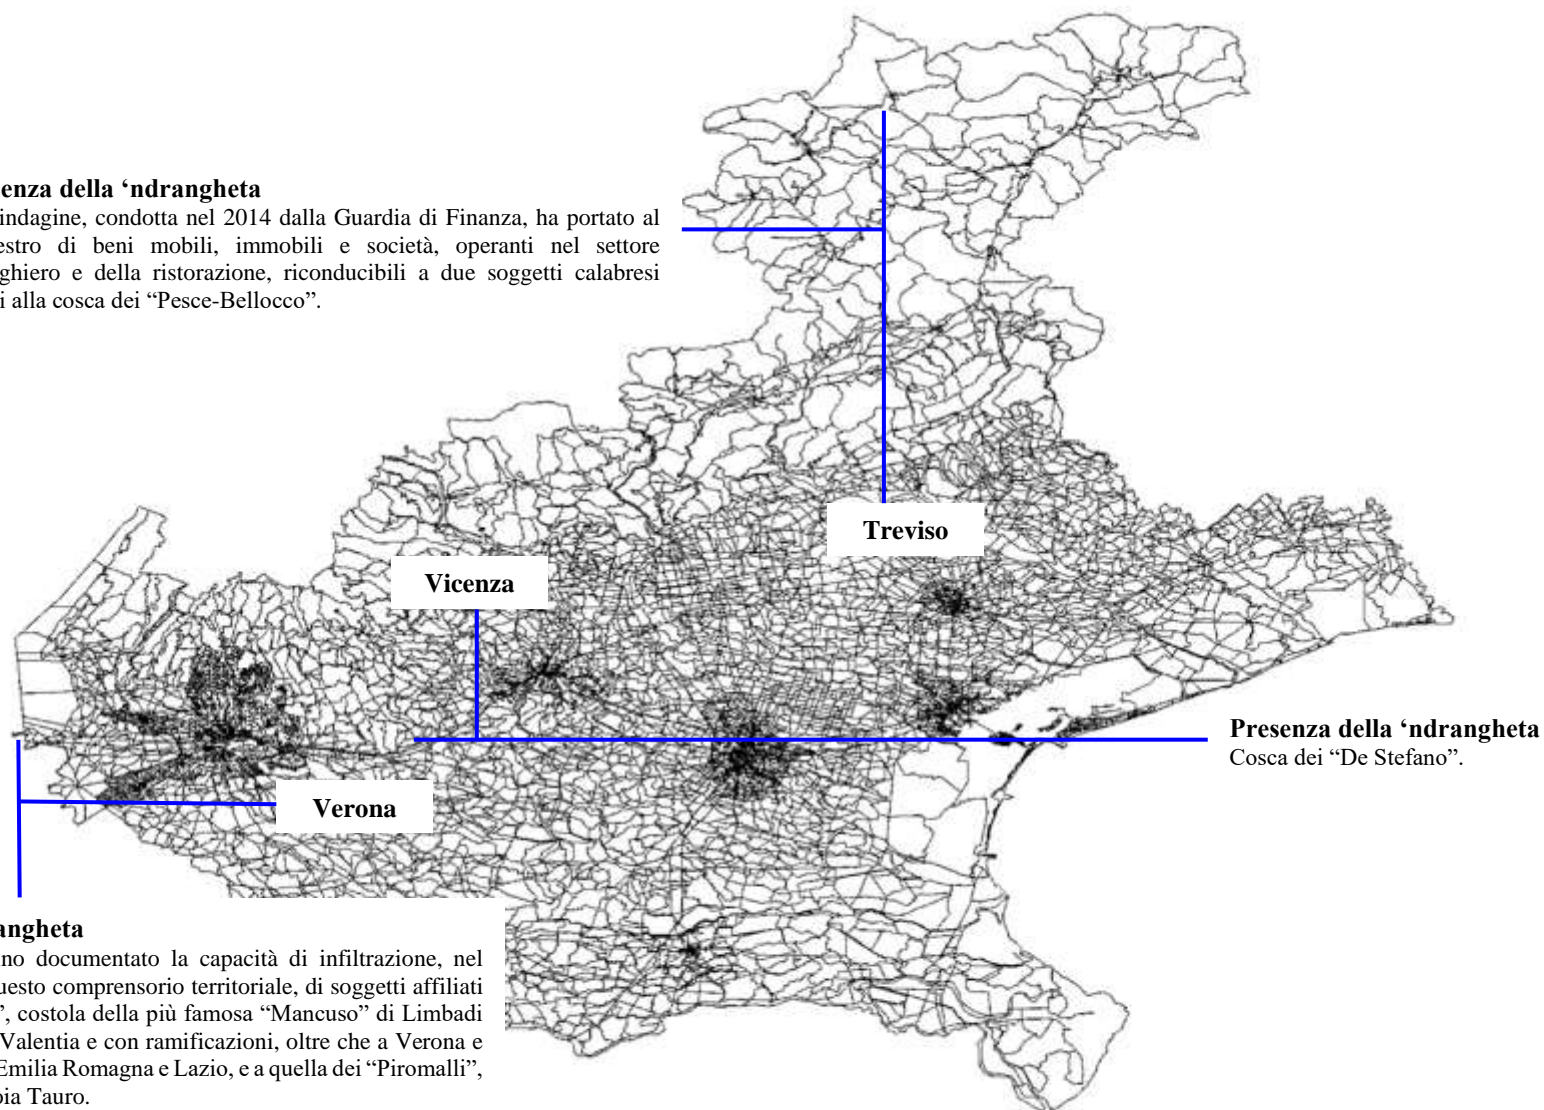 enza della ‘ndrangheta
indagine, condotta nel 2014 dalla Guardia di Finanza, ha portato al
estro di beni mobili, immobili e società, operanti nel settore
ghiero e della ristorazione, riconducibili a due soggetti calabresi
i alla cosca dei “Pesce-Bellocco”.
Treviso
Vicenza
Presenza della ‘ndrangheta
Cosca dei “De Stefano”.
Verona
angheta
no documentato la capacità di infiltrazione, nel
uesto comprensorio territoriale, di soggetti affiliati
”, costola della più famosa “Mancuso” di Limbadi
Valentia e con ramificazioni, oltre che a Verona e
Emilia Romagna e Lazio, e a quella dei “Piromalli”,
oia Tauro.